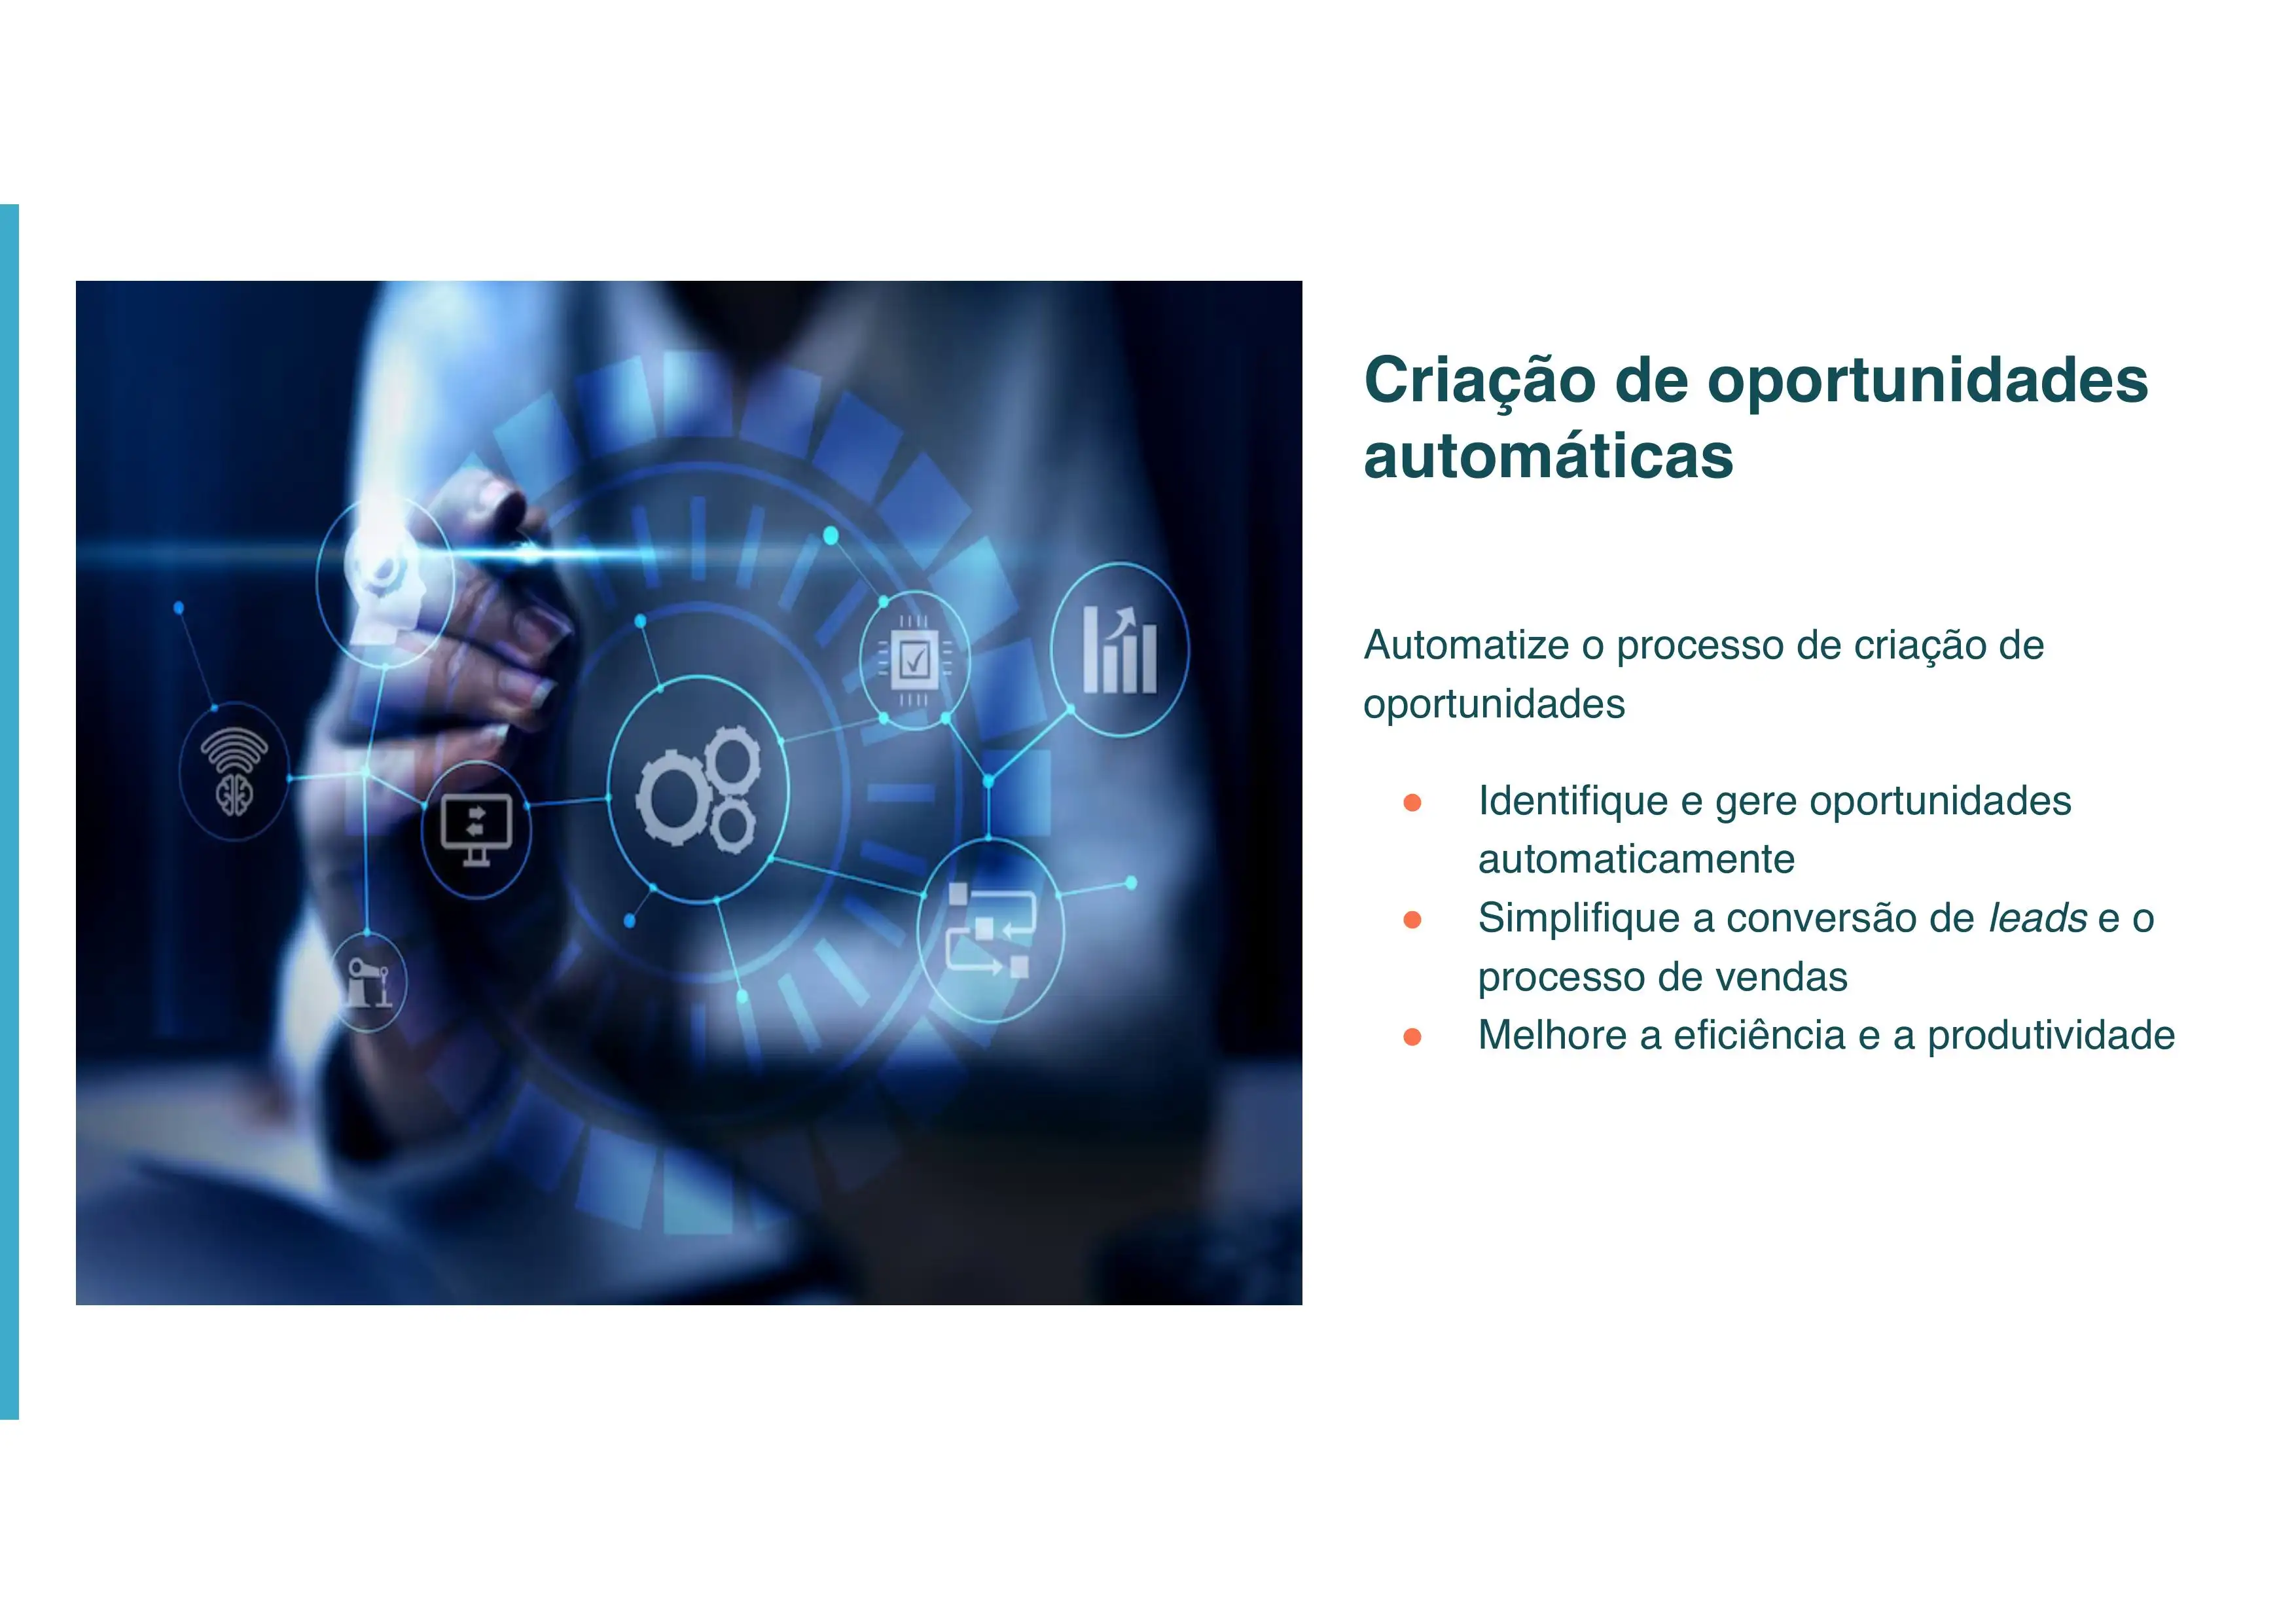 Criação de oportunidades
automáticas
Automatize o processo de criação de
oportunidades
● Identifique e gere oportunidades
automaticamente
● Simplifique a conversão de leads e o
processo de vendas
● Melhore a eficiência e a produtividade